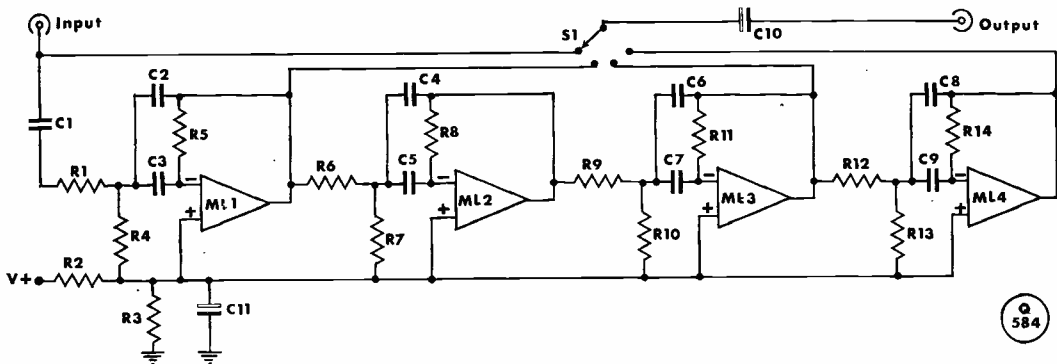 Input
S1
C10
Output
C2
C4
C6
C8
C1
R5
R8
R11
R14
R1
C3
R6
C5
R9
C7
R12
C9
−
−
−
−
ML1
ML2
ML3
ML4
+
+
+
+
R4
R7
R10
R13
V+
R2
R3
C11
Q
584